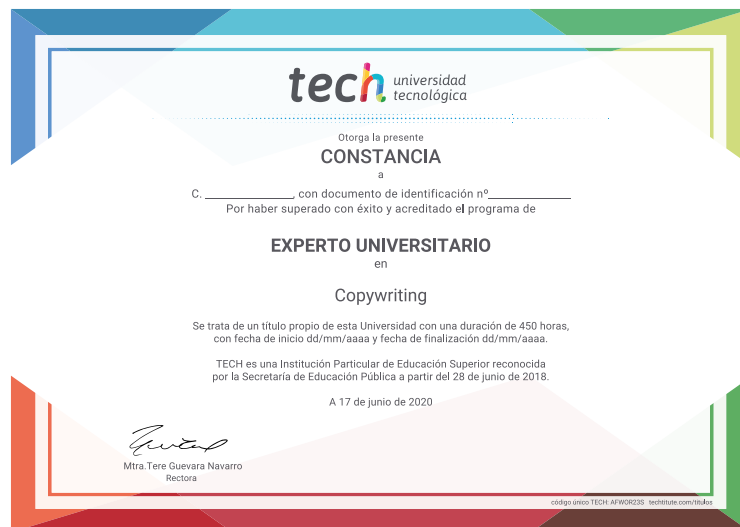 tech universidad
tecnológica
Otorga la presente
CONSTANCIA
a
C. ______________, con documento de identificación nº______________
Por haber superado con éxito y acreditado el programa de
EXPERTO UNIVERSITARIO
en
Copywriting
Se trata de un título propio de esta Universidad con una duración de 450 horas,
con fecha de inicio dd/mm/aaaa y fecha de finalización dd/mm/aaaa.
TECH es una Institución Particular de Educación Superior reconocida
por la Secretaría de Educación Pública a partir del 28 de junio de 2018.
A 17 de junio de 2020
Mtra.Tere Guevara Navarro
Rectora
código único TECH: AFWOR23S techtitute.com/titulos